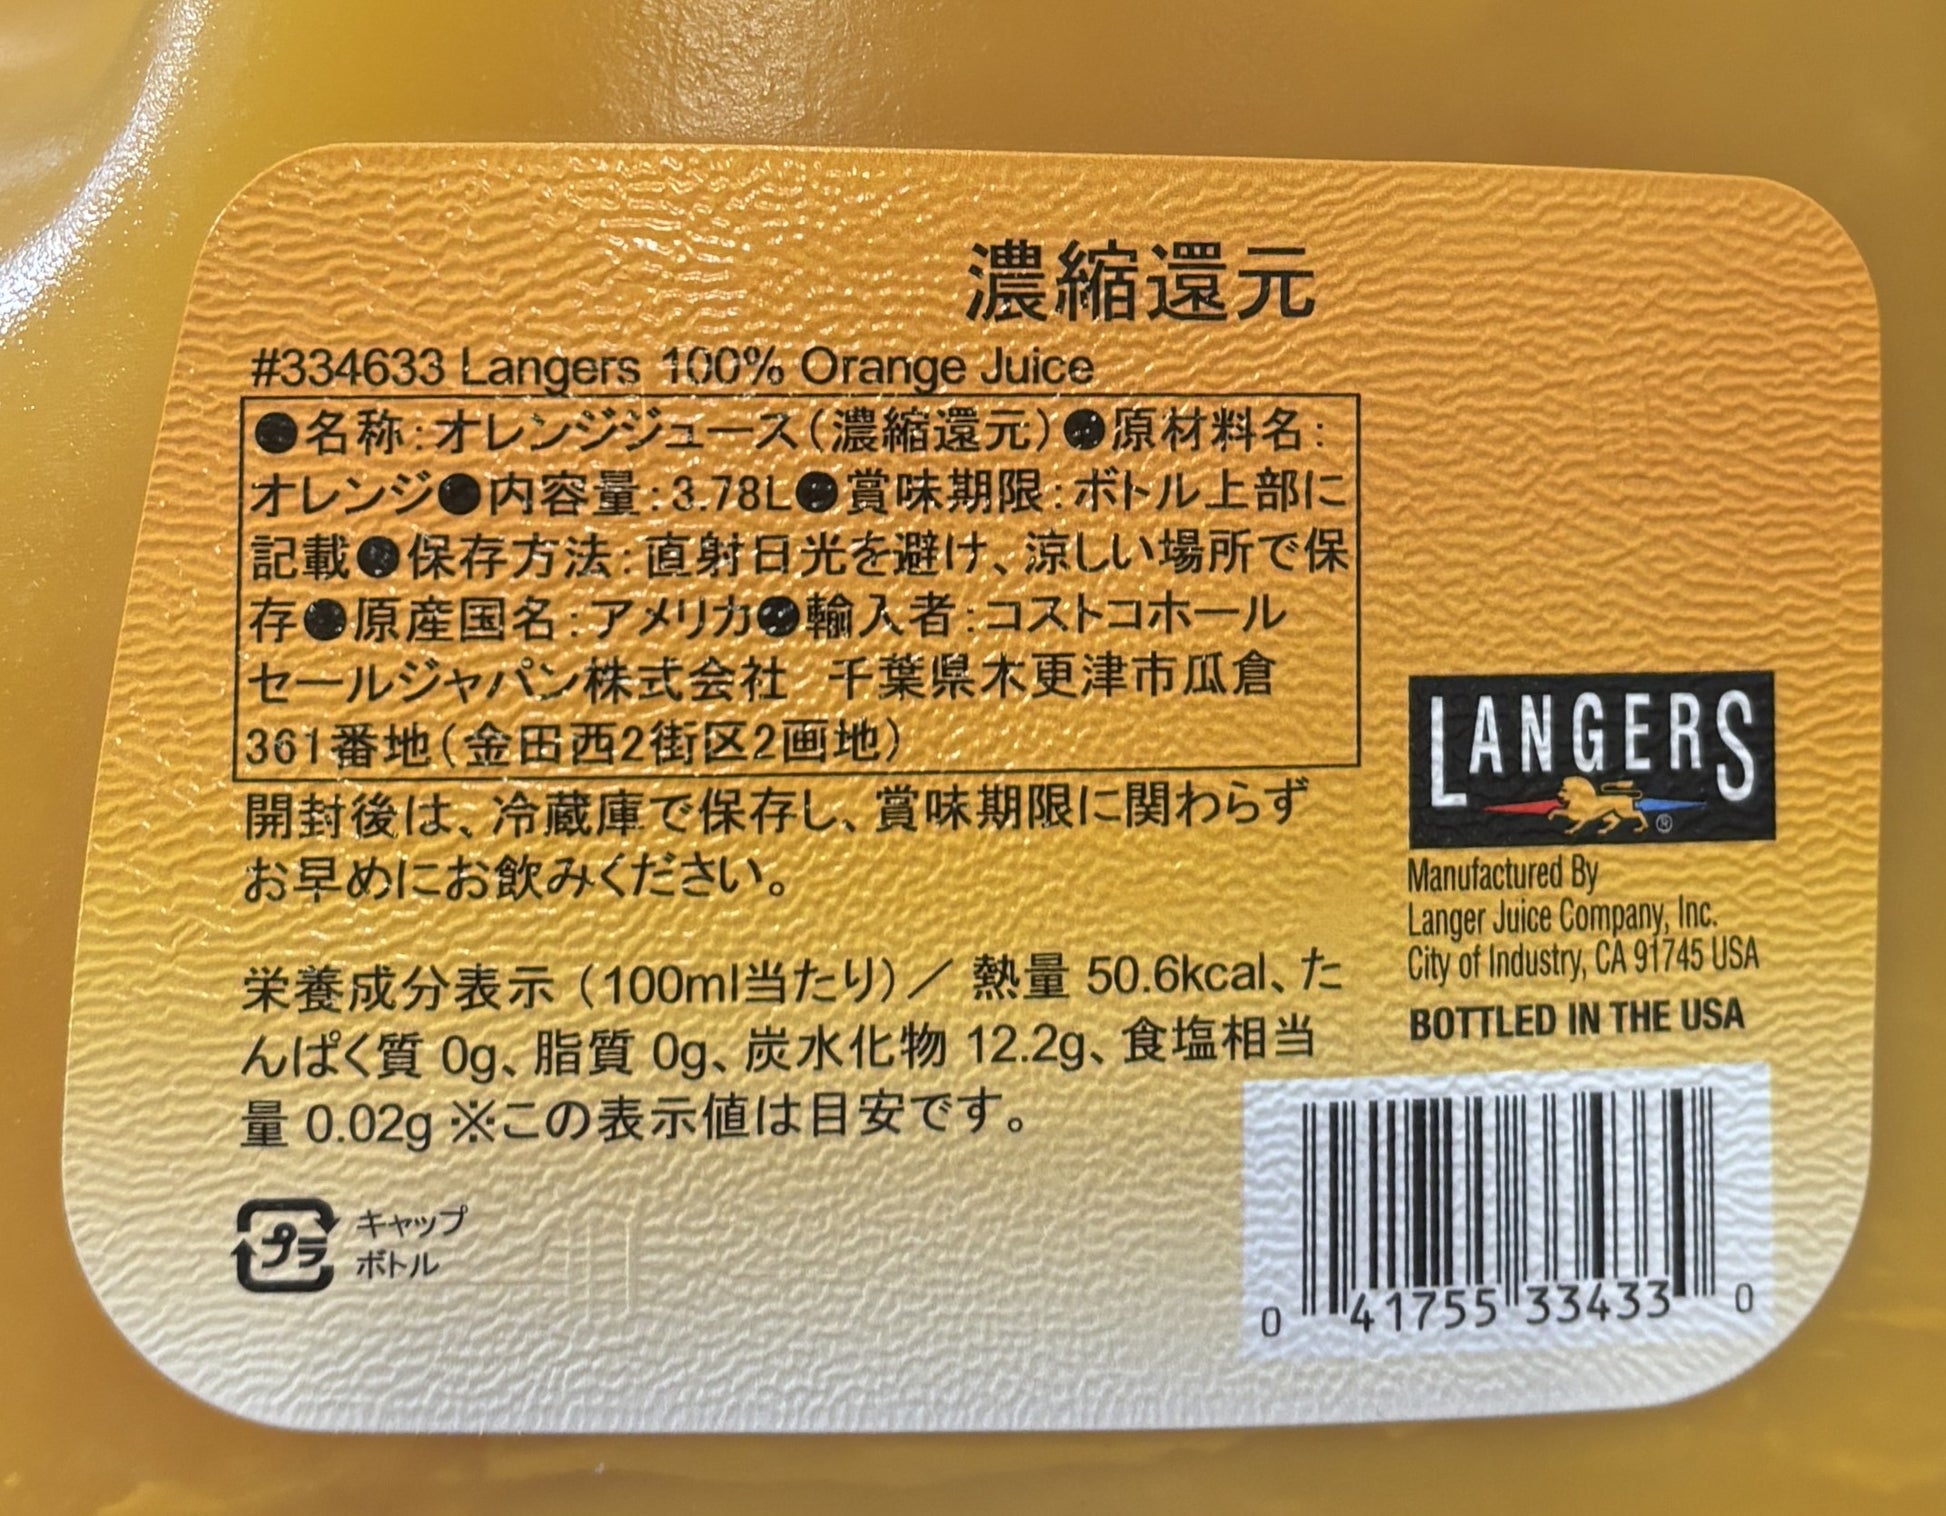 濃縮還元
#334633 Langers 100% Orange Juice
●名称:オレンジジュース(濃縮還元)●原材料名:
オレンジ●内容量:3.78L●賞味期限:ボトル上部に
記載●保存方法:直射日光を避け、涼しい場所で保
存●原産国名:アメリカ●輸入者:コストコホール
セールジャパン株式会社 千葉県木更津市瓜倉
361番地(金田西2街区2画地)
開封後は、冷蔵庫で保存し、賞味期限に関わらず
お早めにお飲みください。
栄養成分表示(100ml当たり)／ 熱量 50.6kcal、た
んぱく質 0g、脂質 0g、炭水化物 12.2g、食塩相当
量 0.02g ※この表示値は目安です。
プラ
キャップ
ボトル
LANGERS
®
Manufactured By
Langer Juice Company, Inc.
City of Industry, CA 91745 USA
BOTTLED IN THE USA
0 41755 33433 0